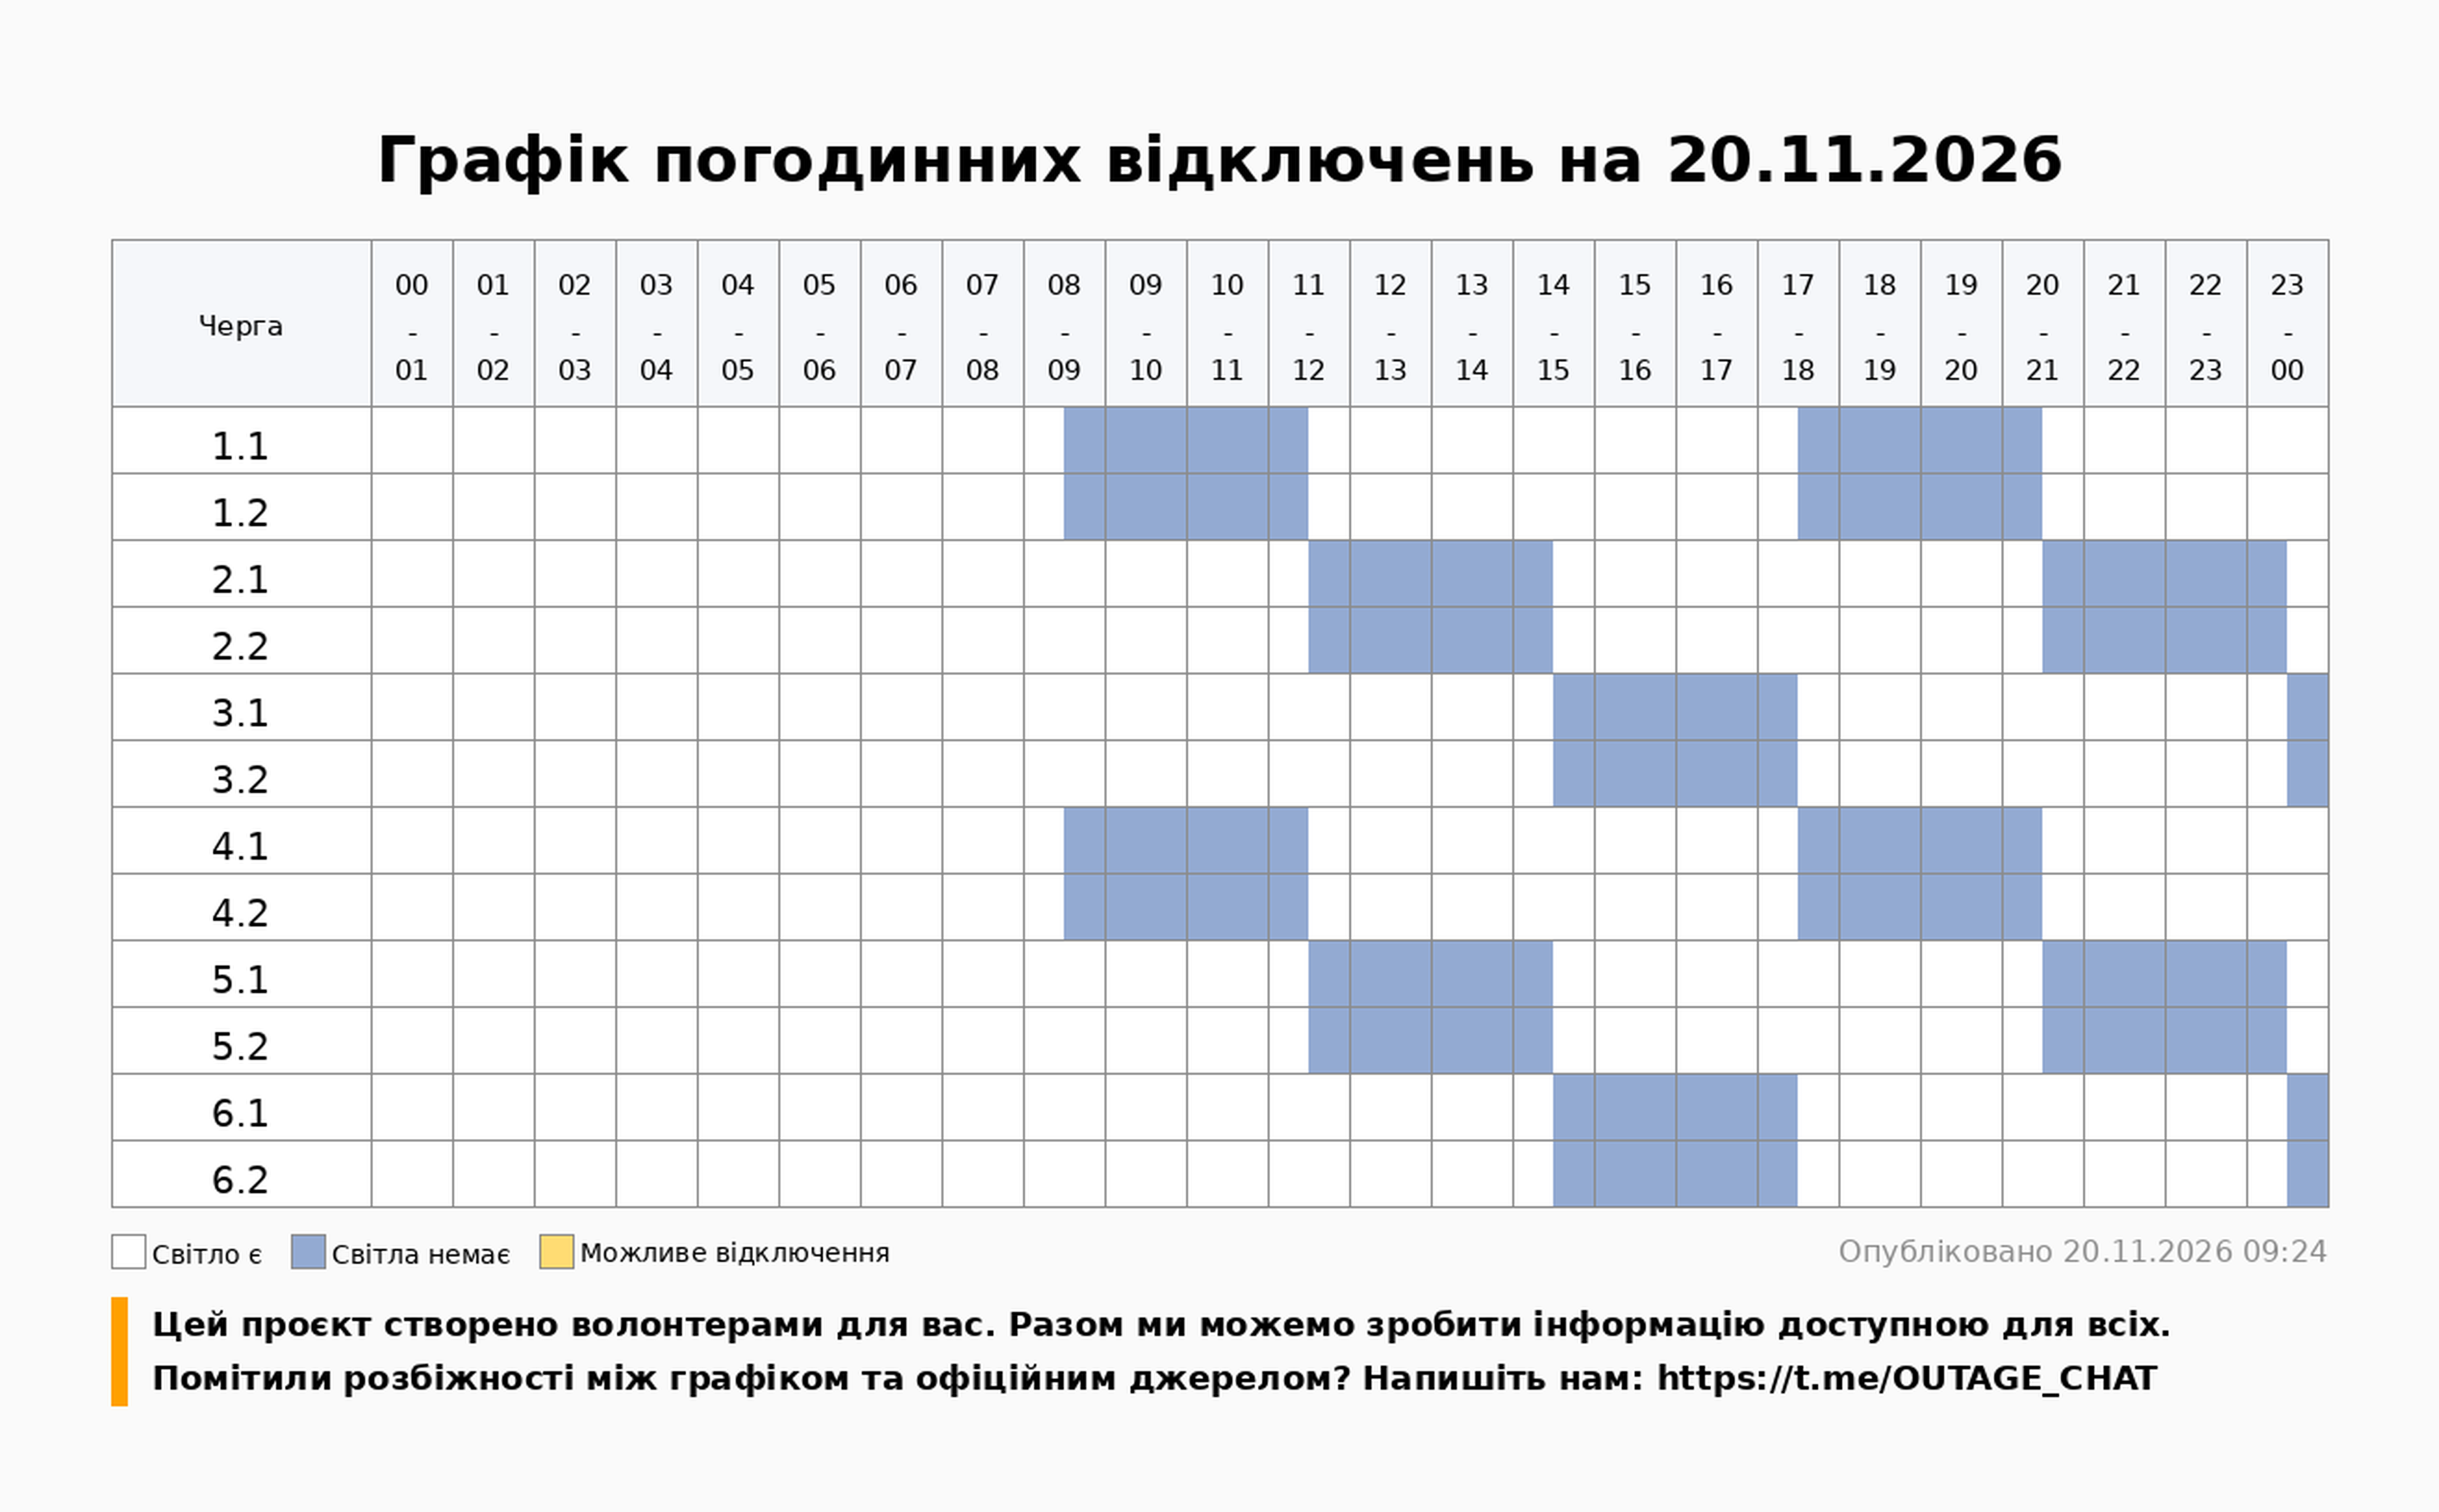 Графік погодинних відключень на 20.11.2026
Черга 00 - 01 01 - 02 02 - 03 03 - 04 04 - 05 05 - 06 06 - 07 07 - 08 08 - 09 09 - 10 10 - 11 11 - 12 12 - 13 13 - 14 14 - 15 15 - 16 16 - 17 17 - 18 18 - 19 19 - 20 20 - 21 21 - 22 22 - 23 23 - 00
1.1
1.2
2.1
2.2
3.1
3.2
4.1
4.2
5.1
5.2
6.1
6.2
Світло є Світла немає Можливе відключення Опубліковано 20.11.2026 09:24
Цей проєкт створено волонтерами для вас. Разом ми можемо зробити інформацію доступною для всіх.
Помітили розбіжності між графіком та офіційним джерелом? Напишіть нам: https://t.me/OUTAGE_CHAT